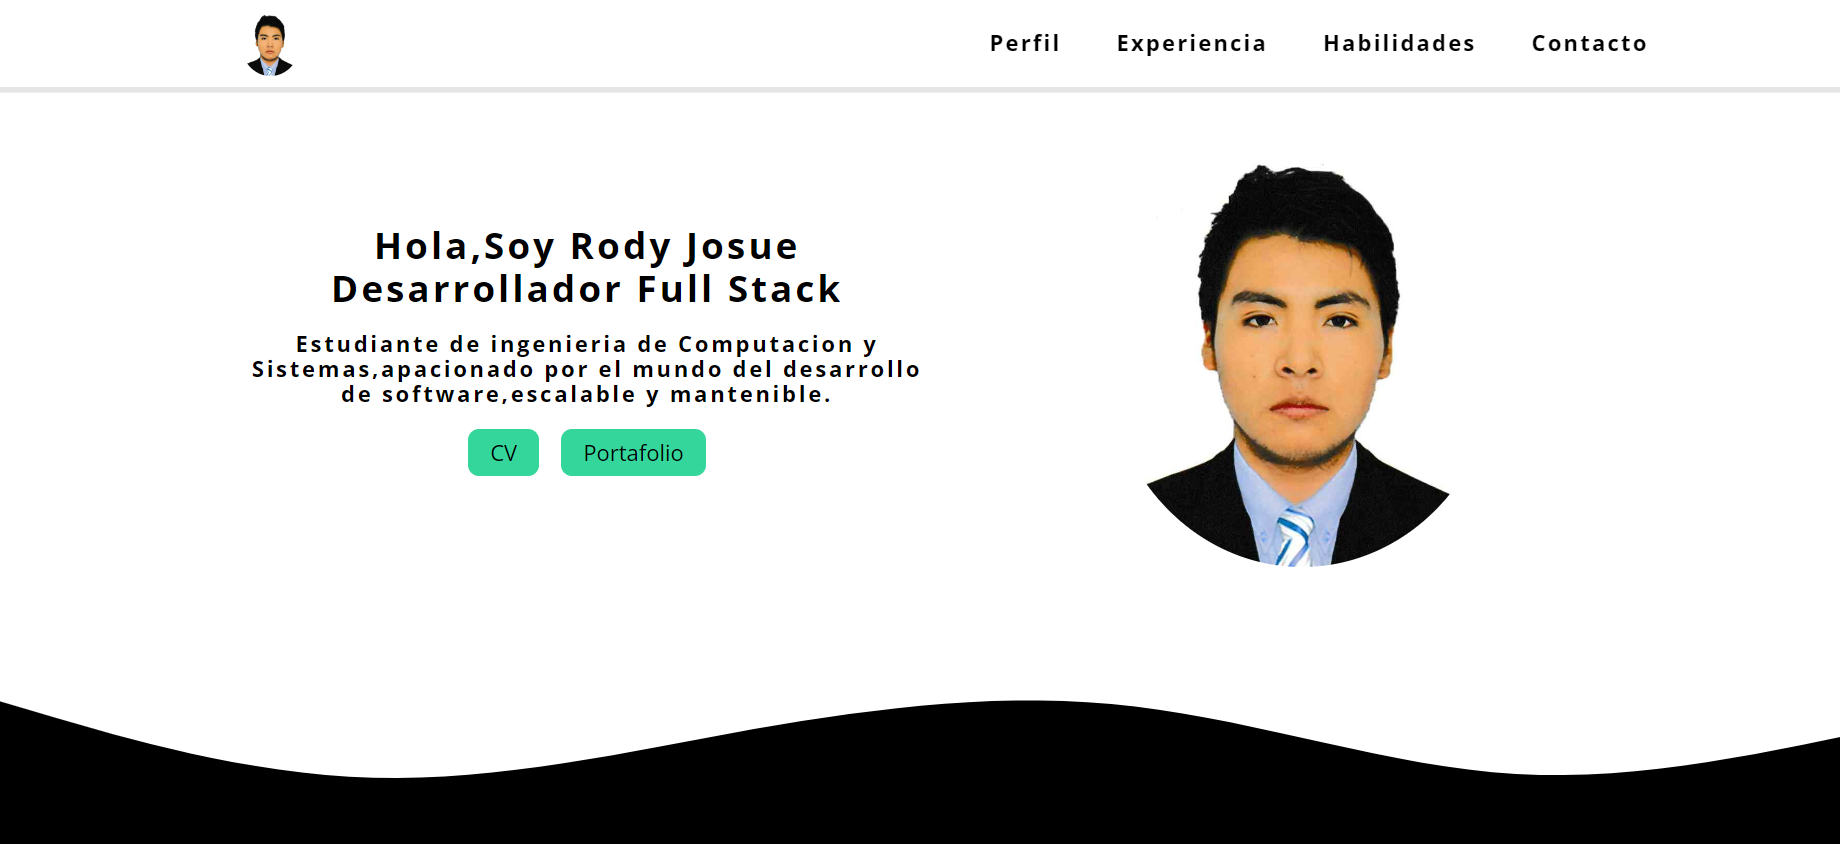 Perfil Experiencia Habilidades Contacto
Hola,Soy Rody Josue
Desarrollador Full Stack
Estudiante de ingenieria de Computacion y
Sistemas,apacionado por el mundo del desarrollo
de software,escalable y mantenible.
CV Portafolio